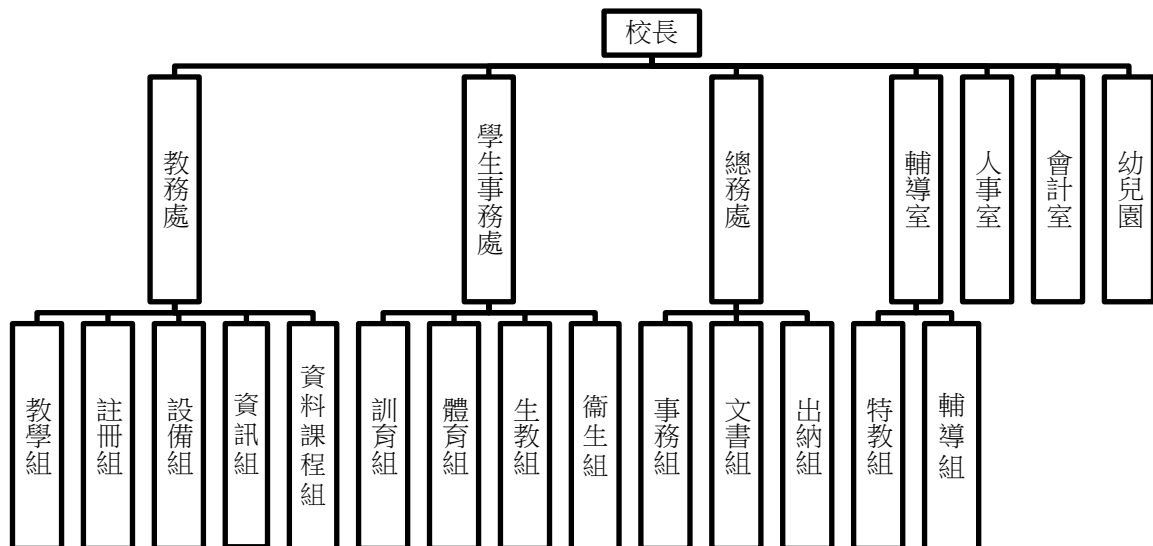 校長
教務處
學生事務處
總務處
輔導室
人事室
會計室
幼兒園
教學組
註冊組
設備組
資訊組
資料課程組
訓育組
體育組
生教組
衞生組
事務組
文書組
出納組
特教組
輔導組